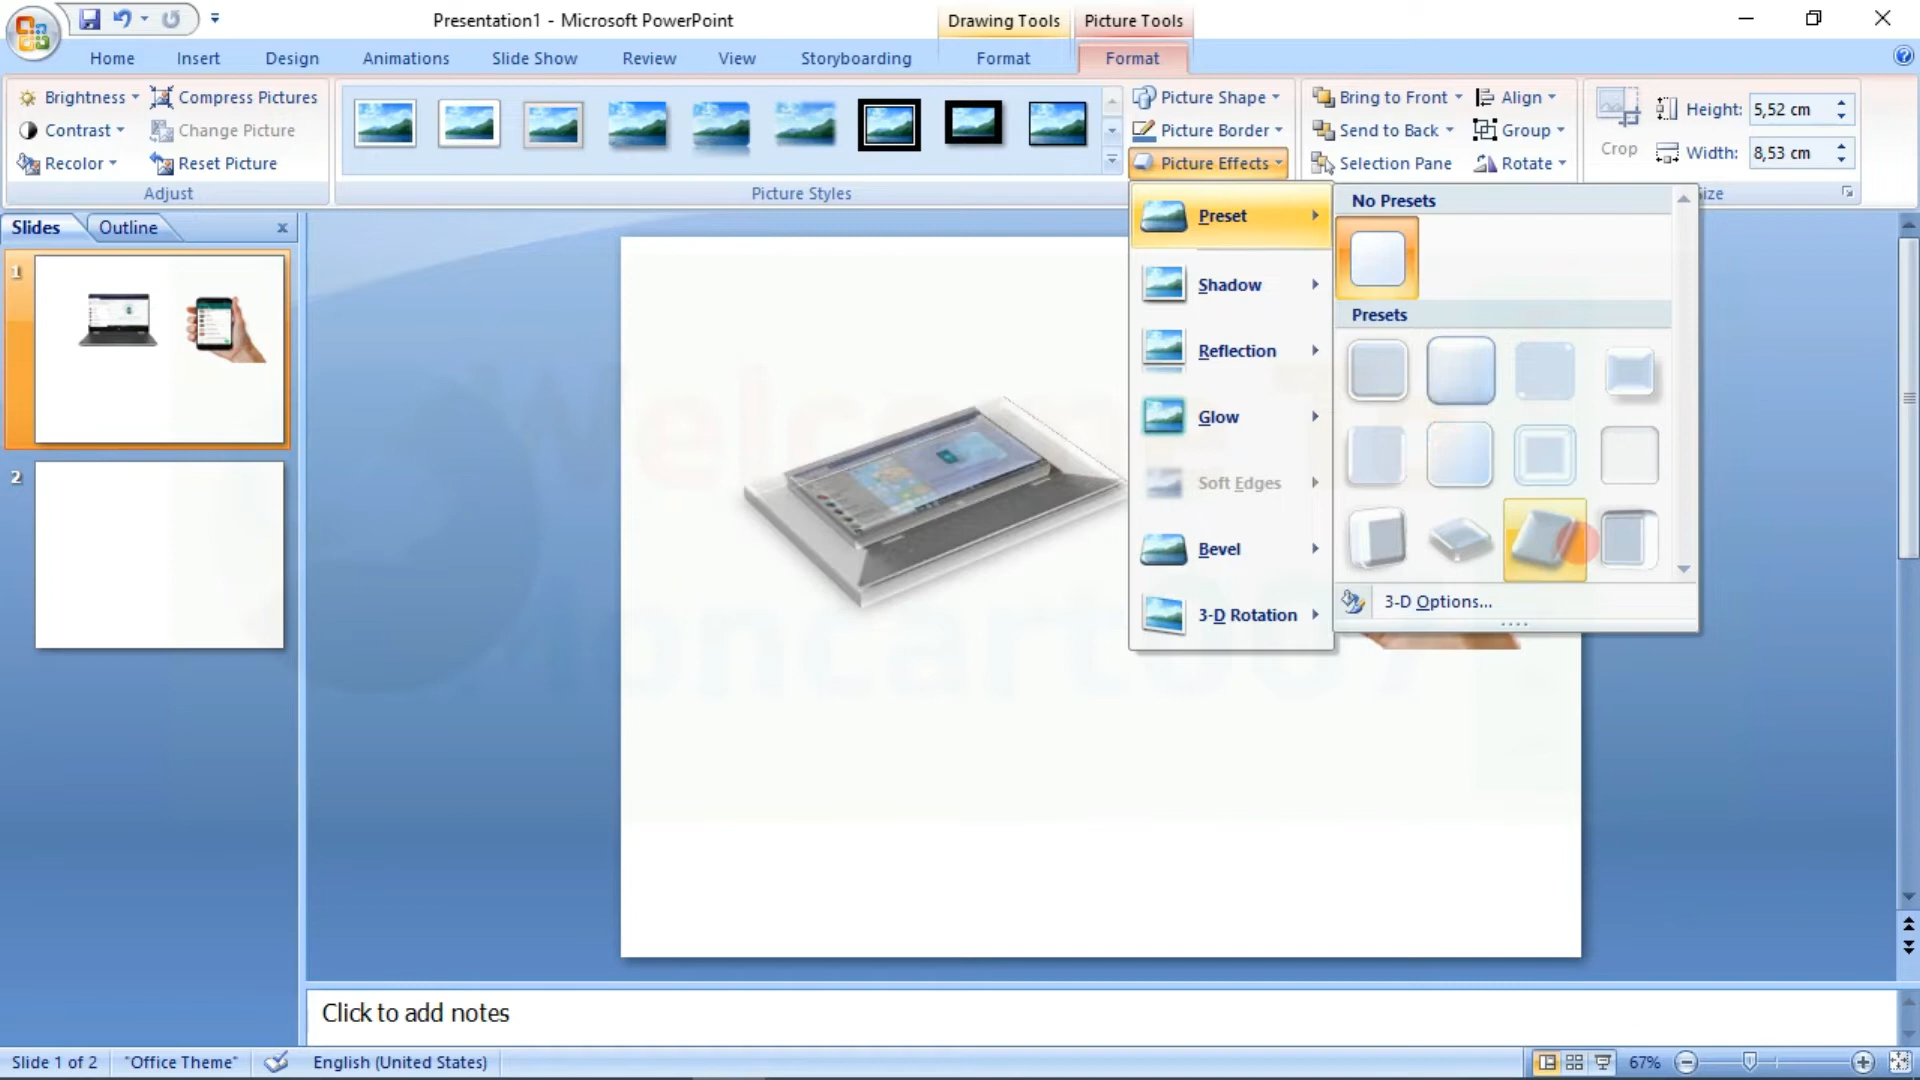 Presentation1 - Microsoft PowerPoint
Drawing Tools
Picture Tools
Home
Insert
Design
Animations
Slide Show
Review
View
Storyboarding
Format
Format
Brightness
Compress Pictures
Contrast
Change Picture
Recolor
Reset Picture
Adjust
Picture Styles
Picture Shape
Picture Border
Picture Effects
Bring to Front
Align
Send to Back
Group
Selection Pane
Rotate
Crop
Height: 5,52 cm
Width: 8,53 cm
ize
Slides
Outline
1
2
Preset
Shadow
Reflection
Glow
Soft Edges
Bevel
3-D Rotation
No Presets
Presets
3-D Options...
Welcome T
Moncart007
Click to add notes
Slide 1 of 2
"Office Theme"
English (United States)
67%